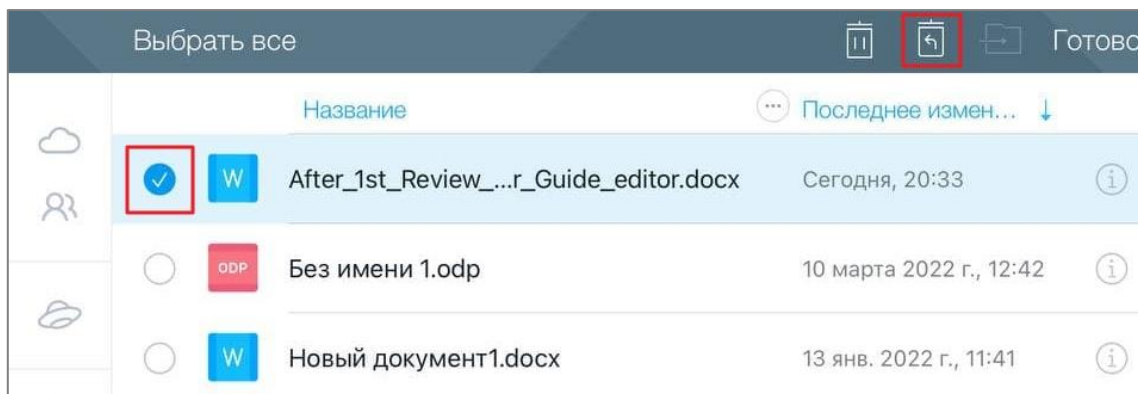 Выбрать все Готово
Название Последнее измен...
W After_1st_Review_...r_Guide_editor.docx Сегодня, 20:33
ODP Без имени 1.odp 10 марта 2022 г., 12:42
W Новый документ1.docx 13 янв. 2022 г., 11:41